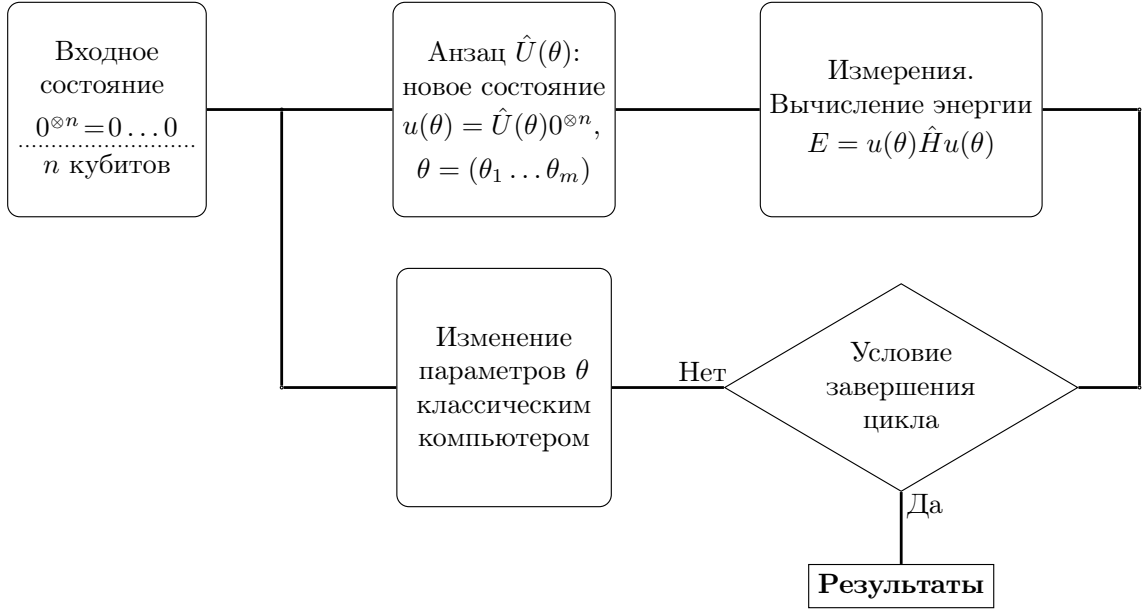 Входное
состояние
0^{⊗n} = 0 … 0
n кубитов
Анзац Û(θ):
новое состояние
u(θ) = Û(θ)0^{⊗n},
θ = (θ₁ … θₘ)
Измерения.
Вычисление энергии
E = u(θ)Ĥu(θ)
Изменение
параметров θ
классическим
компьютером
Нет
Условие
завершения
цикла
Да
Результаты